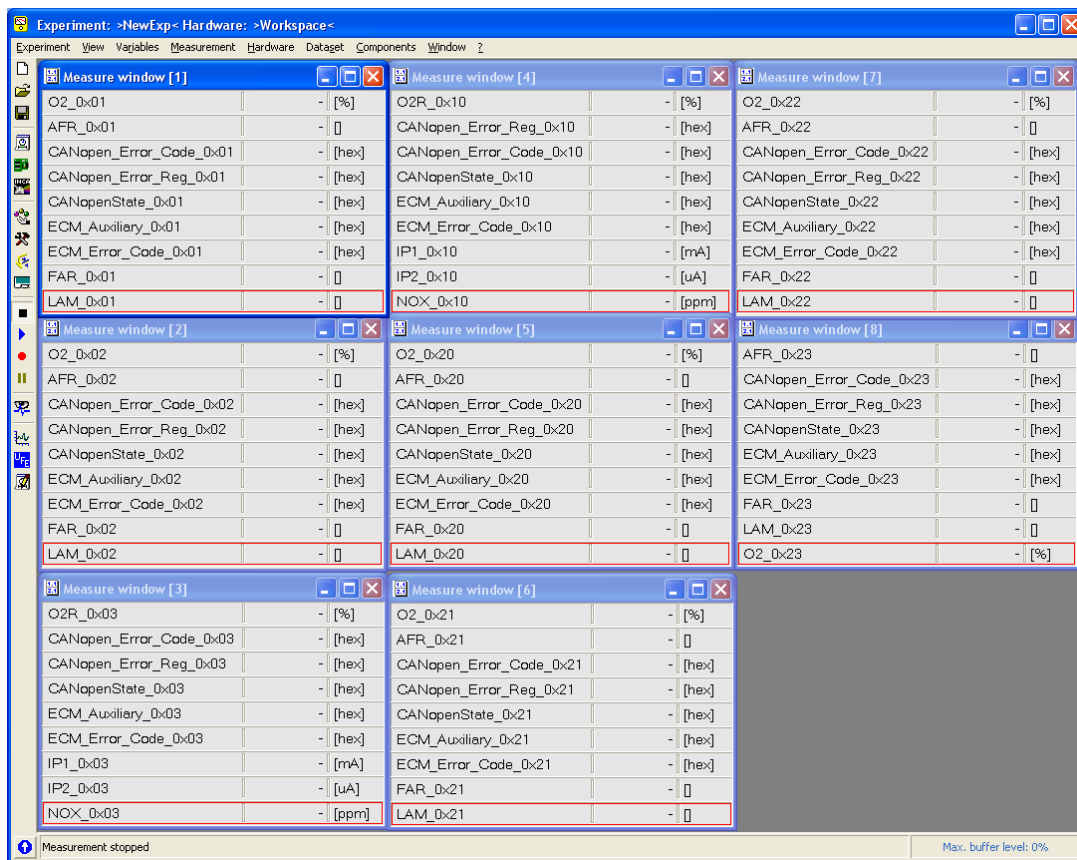 Experiment: >NewExp< Hardware: >Workspace<
Experiment View Variables Measurement Hardware Dataset Components Window ?
Measure window [1]
O2_0x01 - [%]
AFR_0x01 - []
CANopen_Error_Code_0x01 - [hex]
CANopen_Error_Reg_0x01 - [hex]
CANopenState_0x01 - [hex]
ECM_Auxiliary_0x01 - [hex]
ECM_Error_Code_0x01 - [hex]
FAR_0x01 - []
LAM_0x01 - []
Measure window [4]
O2R_0x10 - [%]
CANopen_Error_Reg_0x10 - [hex]
CANopen_Error_Code_0x10 - [hex]
CANopenState_0x10 - [hex]
ECM_Auxiliary_0x10 - [hex]
ECM_Error_Code_0x10 - [hex]
IP1_0x10 - [mA]
IP2_0x10 - [uA]
NOX_0x10 - [ppm]
Measure window [7]
O2_0x22 - [%]
AFR_0x22 - []
CANopen_Error_Code_0x22 - [hex]
CANopen_Error_Reg_0x22 - [hex]
CANopenState_0x22 - [hex]
ECM_Auxiliary_0x22 - [hex]
ECM_Error_Code_0x22 - [hex]
FAR_0x22 - []
LAM_0x22 - []
Measure window [2]
O2_0x02 - [%]
AFR_0x02 - []
CANopen_Error_Code_0x02 - [hex]
CANopen_Error_Reg_0x02 - [hex]
CANopenState_0x02 - [hex]
ECM_Auxiliary_0x02 - [hex]
ECM_Error_Code_0x02 - [hex]
FAR_0x02 - []
LAM_0x02 - []
Measure window [5]
O2_0x20 - [%]
AFR_0x20 - []
CANopen_Error_Code_0x20 - [hex]
CANopen_Error_Reg_0x20 - [hex]
CANopenState_0x20 - [hex]
ECM_Auxiliary_0x20 - [hex]
ECM_Error_Code_0x20 - [hex]
FAR_0x20 - []
LAM_0x20 - []
Measure window [8]
AFR_0x23 - []
CANopen_Error_Code_0x23 - [hex]
CANopen_Error_Reg_0x23 - [hex]
CANopenState_0x23 - [hex]
ECM_Auxiliary_0x23 - [hex]
ECM_Error_Code_0x23 - [hex]
FAR_0x23 - []
LAM_0x23 - []
O2_0x23 - [%]
Measure window [3]
O2R_0x03 - [%]
CANopen_Error_Code_0x03 - [hex]
CANopen_Error_Reg_0x03 - [hex]
CANopenState_0x03 - [hex]
ECM_Auxiliary_0x03 - [hex]
ECM_Error_Code_0x03 - [hex]
IP1_0x03 - [mA]
IP2_0x03 - [uA]
NOX_0x03 - [ppm]
Measure window [6]
O2_0x21 - [%]
AFR_0x21 - []
CANopen_Error_Code_0x21 - [hex]
CANopen_Error_Reg_0x21 - [hex]
CANopenState_0x21 - [hex]
ECM_Auxiliary_0x21 - [hex]
ECM_Error_Code_0x21 - [hex]
FAR_0x21 - []
LAM_0x21 - []
Measurement stopped
Max. buffer level: 0%